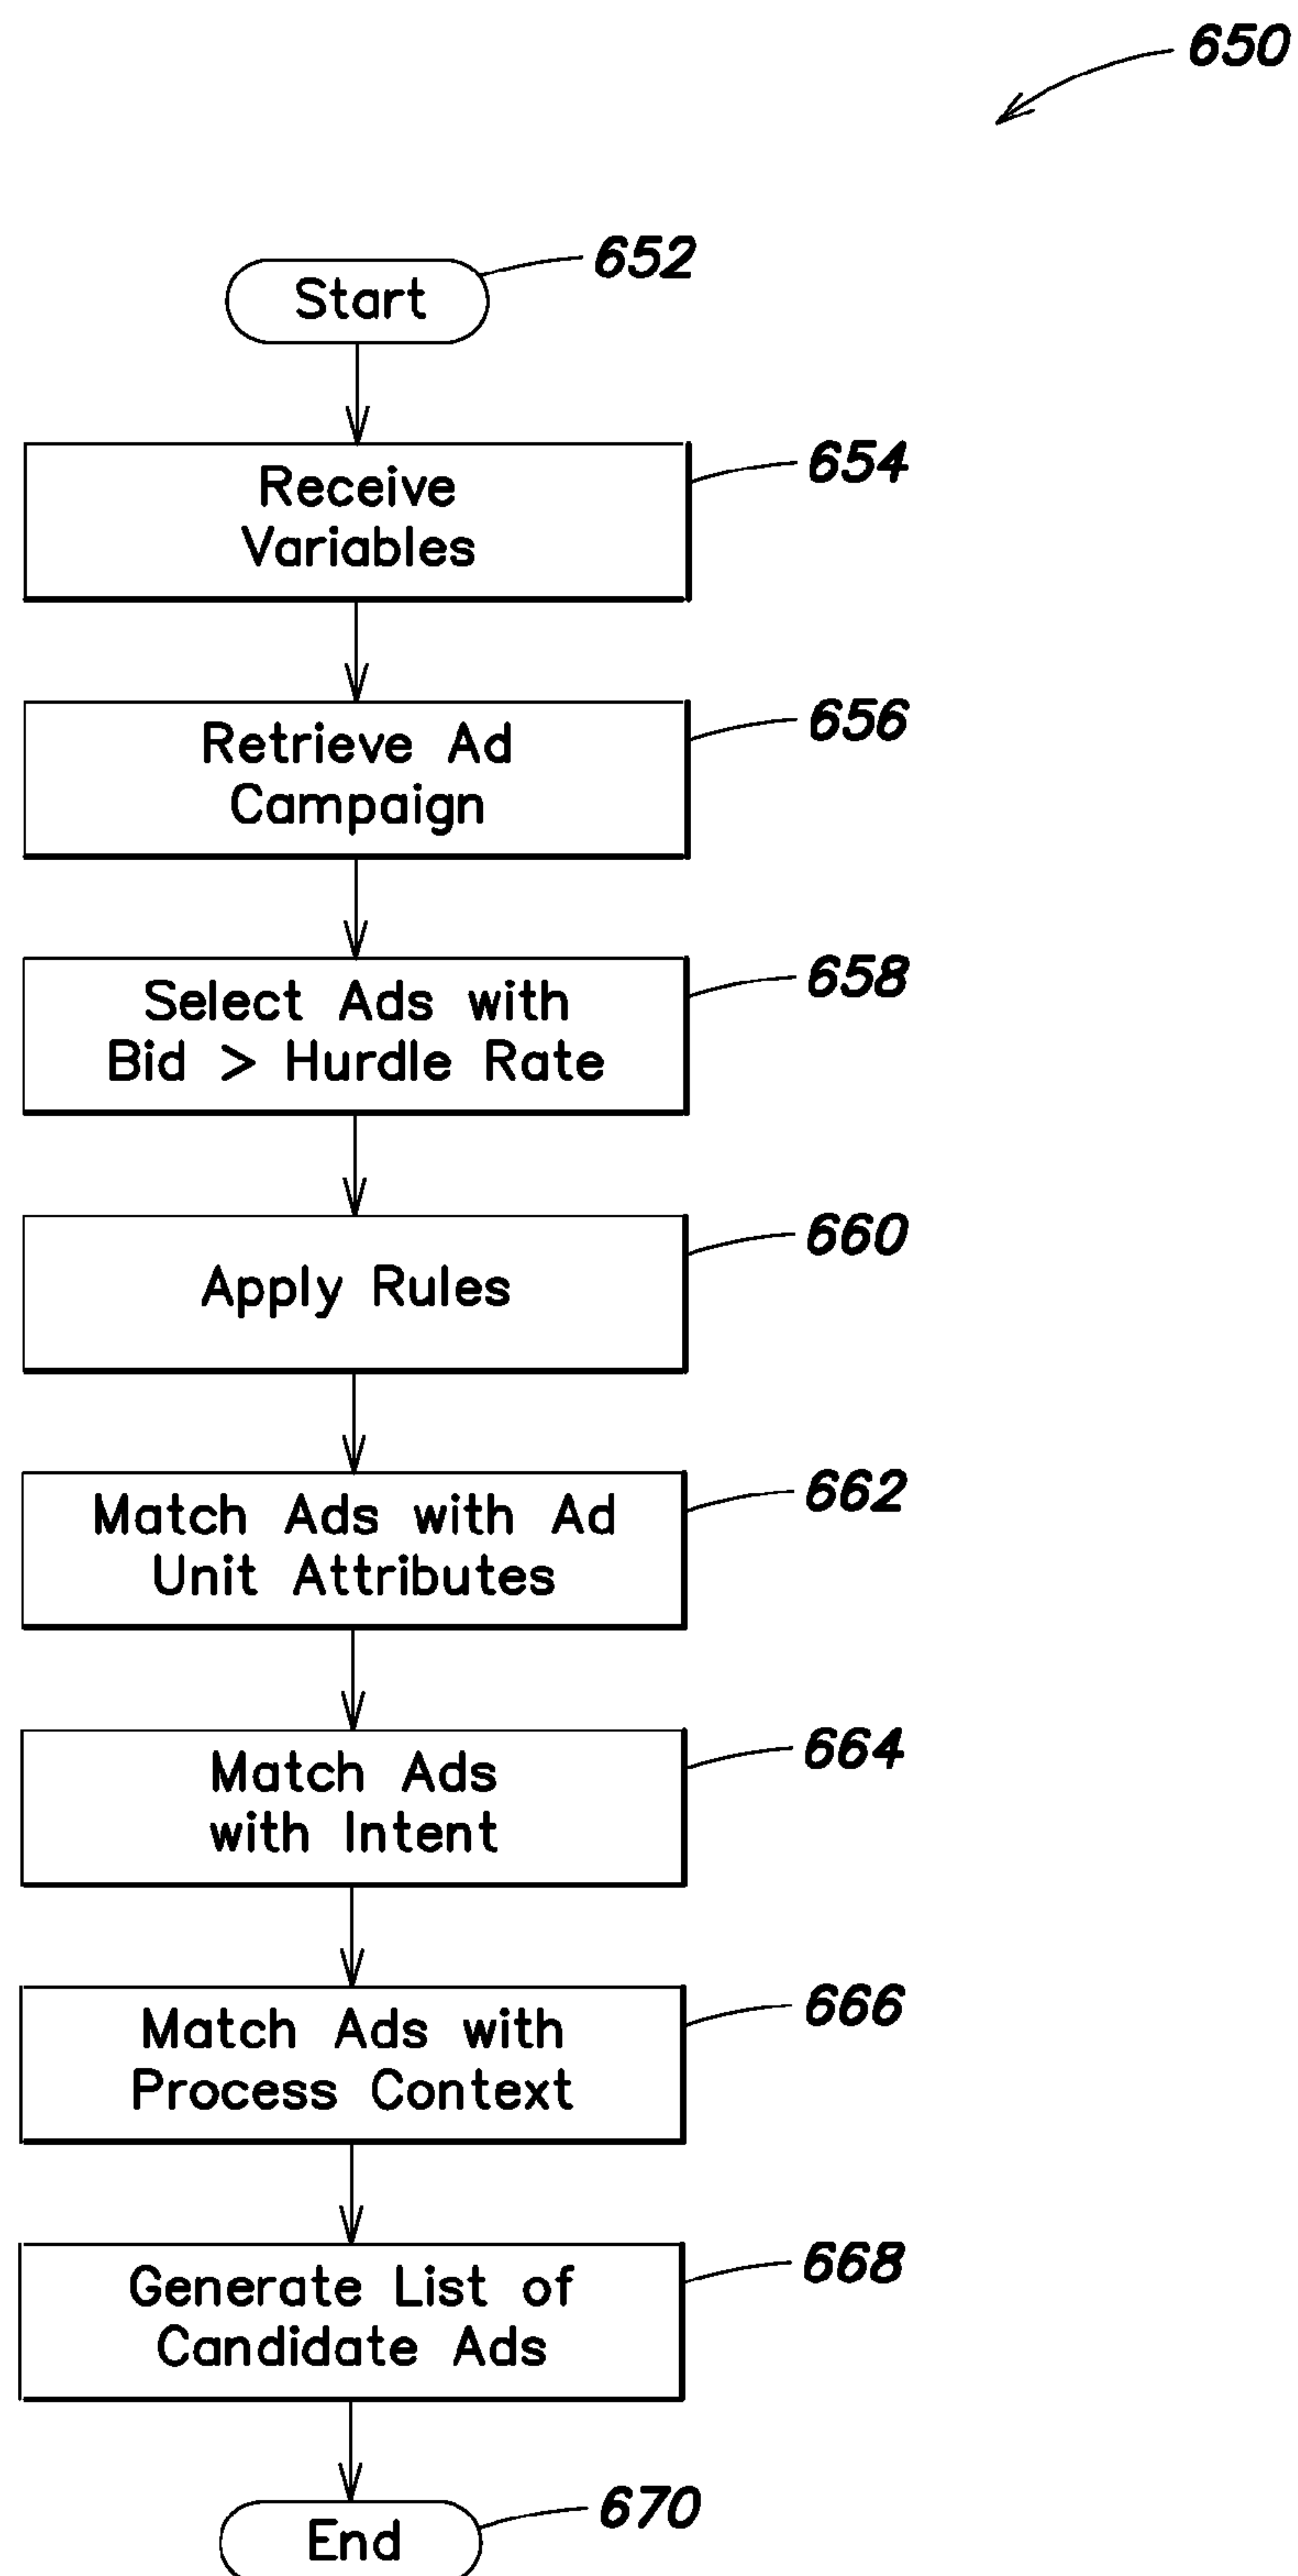 650
Start
652
Receive
Variables
654
Retrieve Ad
Campaign
656
Select Ads with
Bid > Hurdle Rate
658
Apply Rules
660
Match Ads with Ad
Unit Attributes
662
Match Ads
with Intent
664
Match Ads with
Process Context
666
Generate List of
Candidate Ads
668
End
670